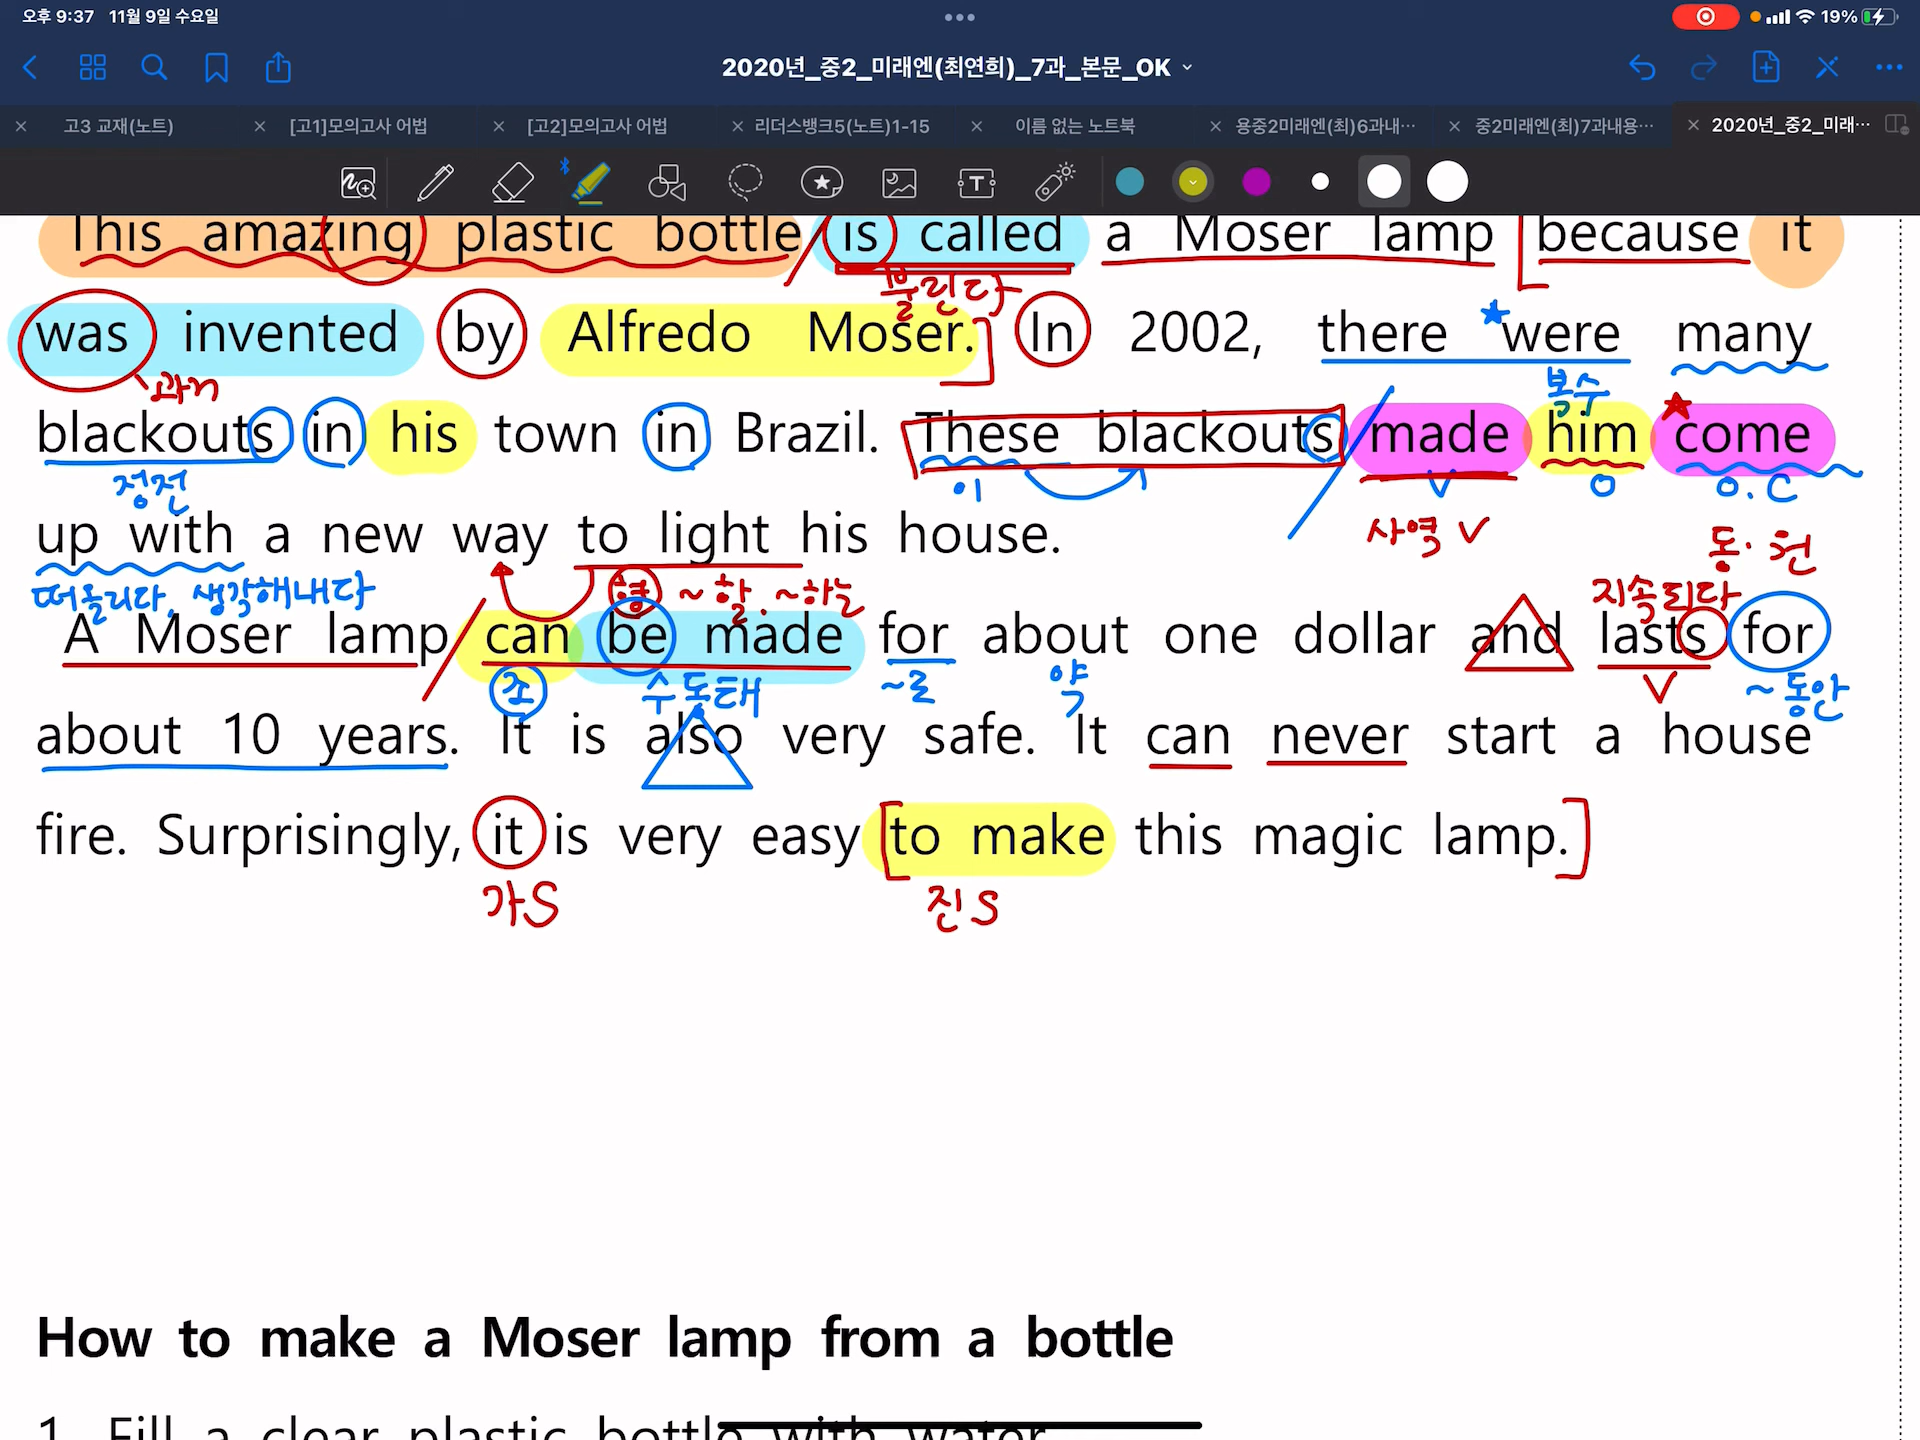 오후 9:37 11월 9일 수요일
19%
2020년_중2_미래엔(최연희)_7과_본문_OK
고3 교재(노트)
[고1]모의고사 어법
[고2]모의고사 어법
리더스뱅크5(노트)1-15
이름 없는 노트북
용중2미래엔(최)6과내···
중2미래엔(최)7과내용···
2020년_중2_미래···
This amazing plastic bottle is called a Moser lamp because it
불린다
was invented by Alfredo Moser. In 2002, there were many
과거 복수
blackouts in his town in Brazil. These blackouts made him come
정전 이 V O O.C
사역 V 동·원
up with a new way to light his house.
떠올리다, 생각해내다 형 ~할, ~하는 지속되다
A Moser lamp can be made for about one dollar and lasts for
조 수동태 ~로 약 V ~동안
about 10 years. It is also very safe. It can never start a house
fire. Surprisingly, it is very easy to make this magic lamp.
가S 진S
How to make a Moser lamp from a bottle
1. Fill a clear plastic bottle with water.